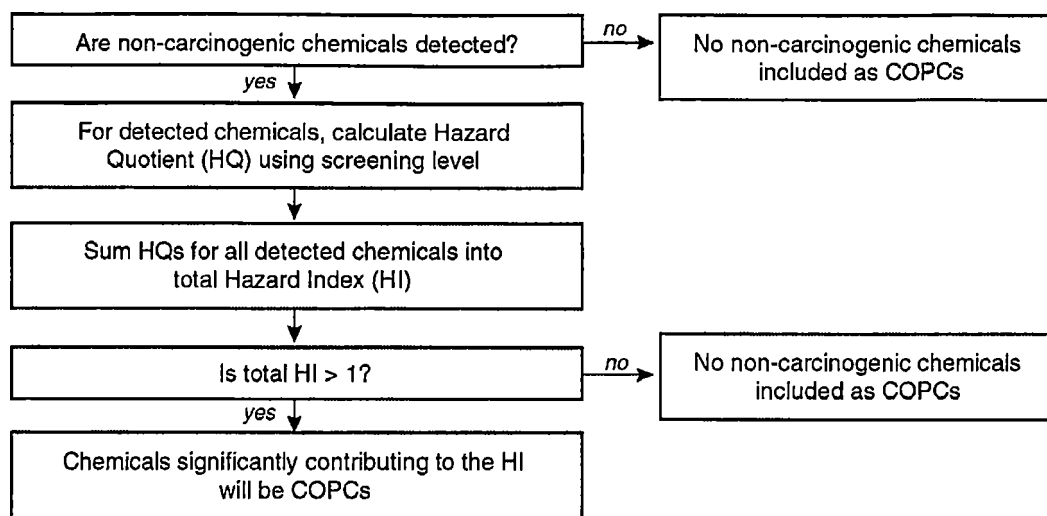 Are non-carcinogenic chemicals detected?
no
No non-carcinogenic chemicals
included as COPCs
yes
For detected chemicals, calculate Hazard
Quotient (HQ) using screening level
Sum HQs for all detected chemicals into
total Hazard Index (HI)
Is total HI > 1?
no
No non-carcinogenic chemicals
included as COPCs
yes
Chemicals significantly contributing to the HI
will be COPCs